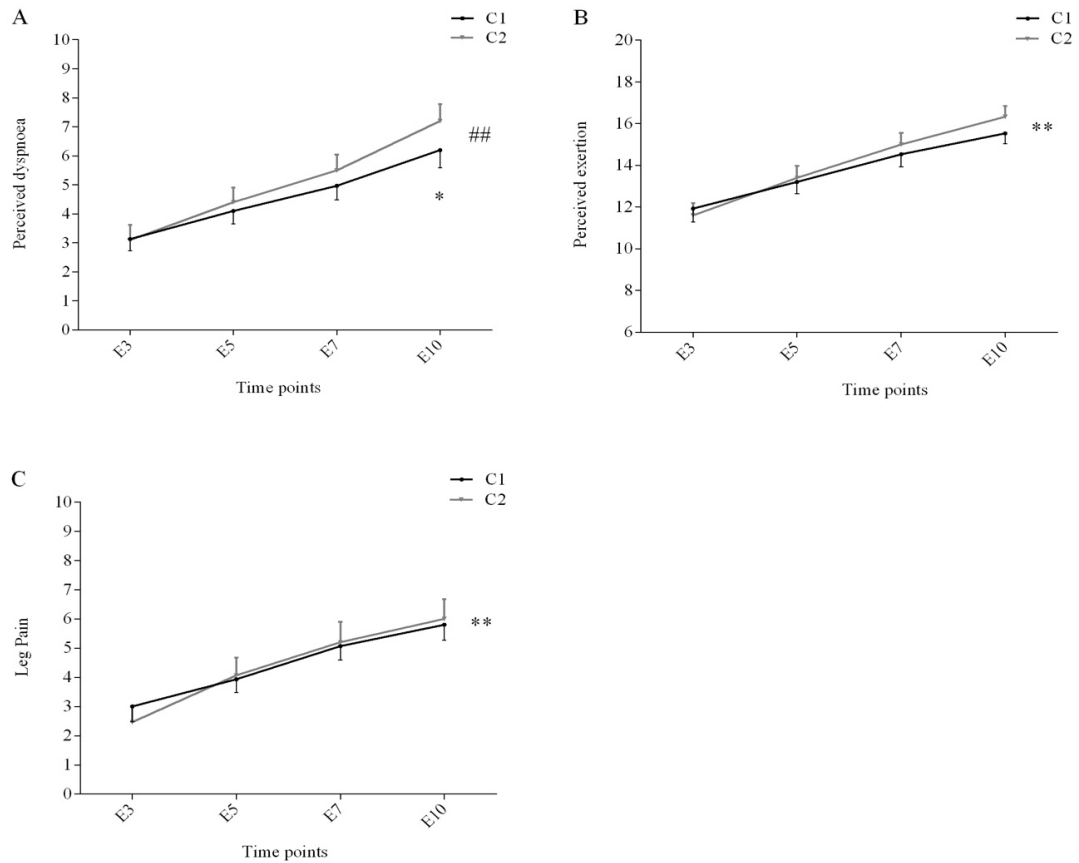 A
C1
C2
10
9
8
7
6
5
4
3
2
1
0
Perceived dyspnoea
##
*
E3
E5
E7
E10
Time points
B
C1
C2
20
18
16
14
12
10
8
6
Perceived exertion
**
E3
E5
E7
E10
Time points
C
C1
C2
10
9
8
7
6
5
4
3
2
1
0
Leg Pain
**
E3
E5
E7
E10
Time points